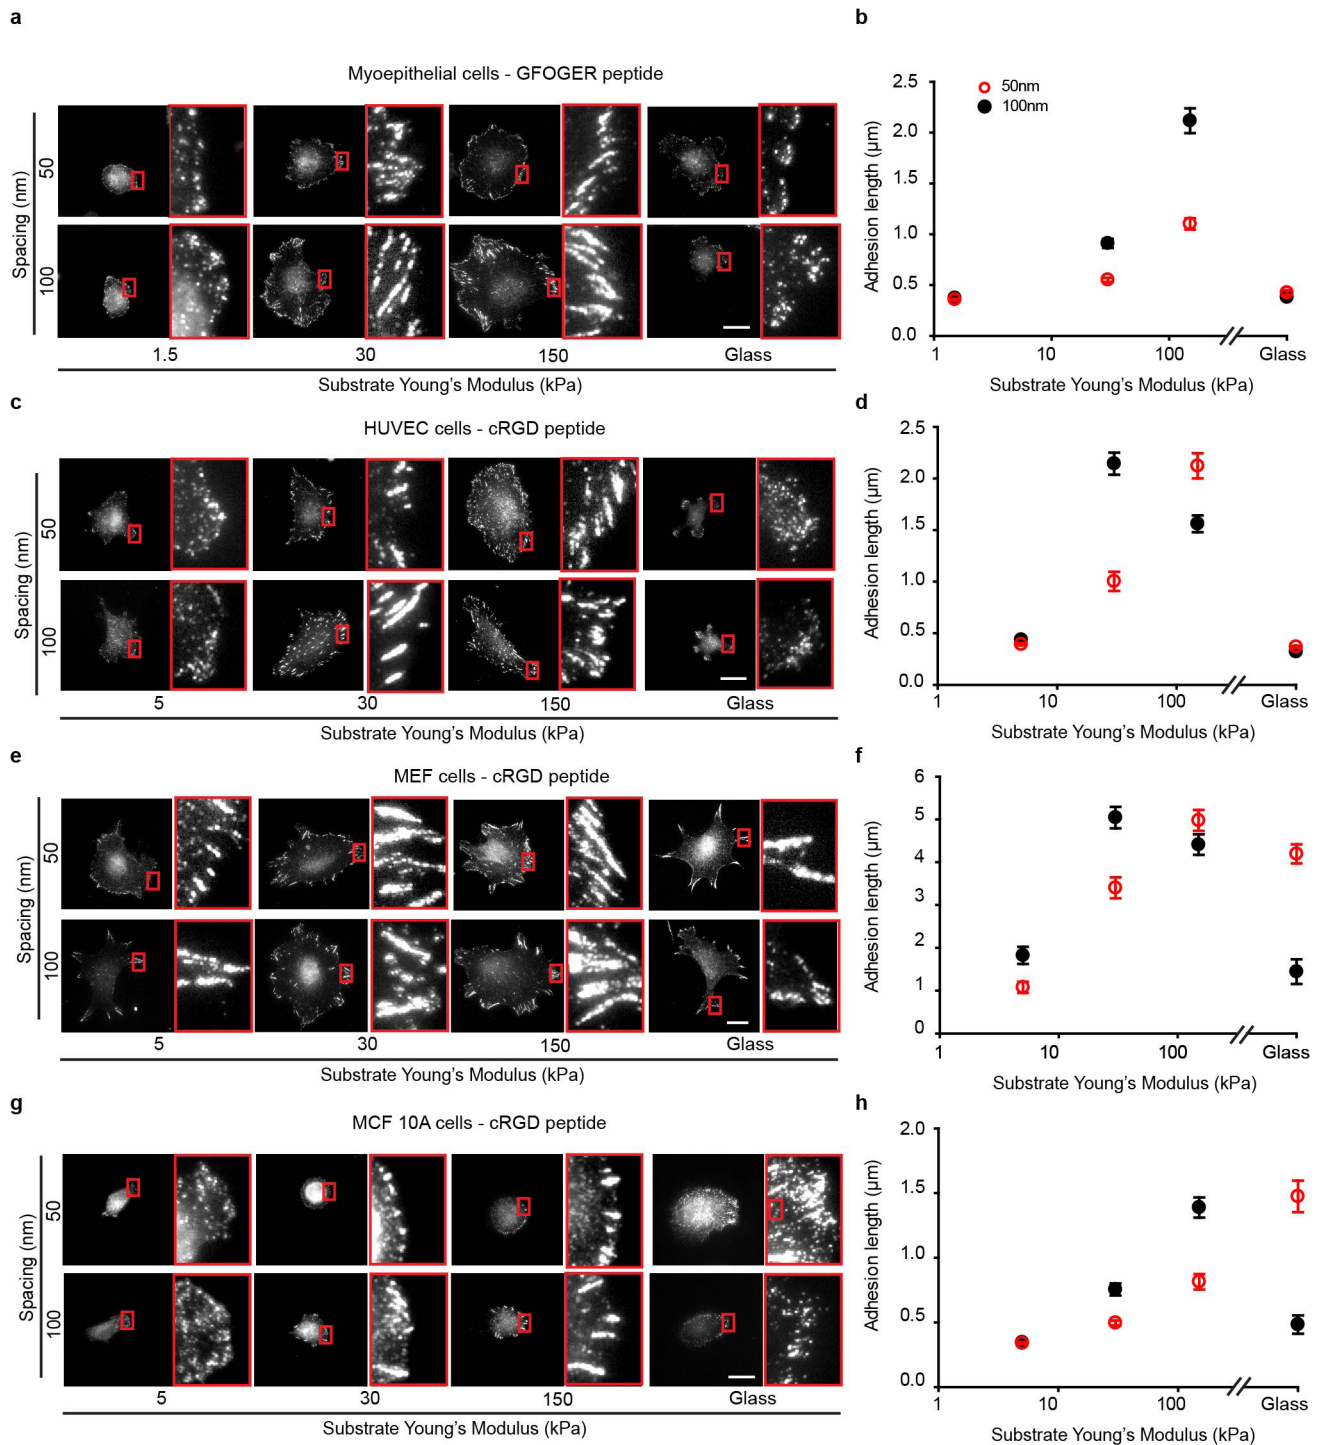 a
b
Myoepithelial cells - GFOGER peptide
Spacing (nm)
50
100
1.5
30
150
Glass
Substrate Young's Modulus (kPa)
Adhesion length (µm)
2.5
2.0
1.5
1.0
0.5
0.0
50nm
100nm
1
10
100
Glass
Substrate Young's Modulus (kPa)
c
d
HUVEC cells - cRGD peptide
Spacing (nm)
50
100
5
30
150
Glass
Substrate Young's Modulus (kPa)
Adhesion length (µm)
2.5
2.0
1.5
1.0
0.5
0.0
1
10
100
Glass
Substrate Young's Modulus (kPa)
e
f
MEF cells - cRGD peptide
Spacing (nm)
50
100
5
30
150
Glass
Substrate Young's Modulus (kPa)
Adhesion length (µm)
6
5
4
3
2
1
0
1
10
100
Glass
Substrate Young's Modulus (kPa)
g
h
MCF 10A cells - cRGD peptide
Spacing (nm)
50
100
5
30
150
Glass
Substrate Young's Modulus (kPa)
Adhesion length (µm)
2.0
1.5
1.0
0.5
0.0
1
10
100
Glass
Substrate Young's Modulus (kPa)